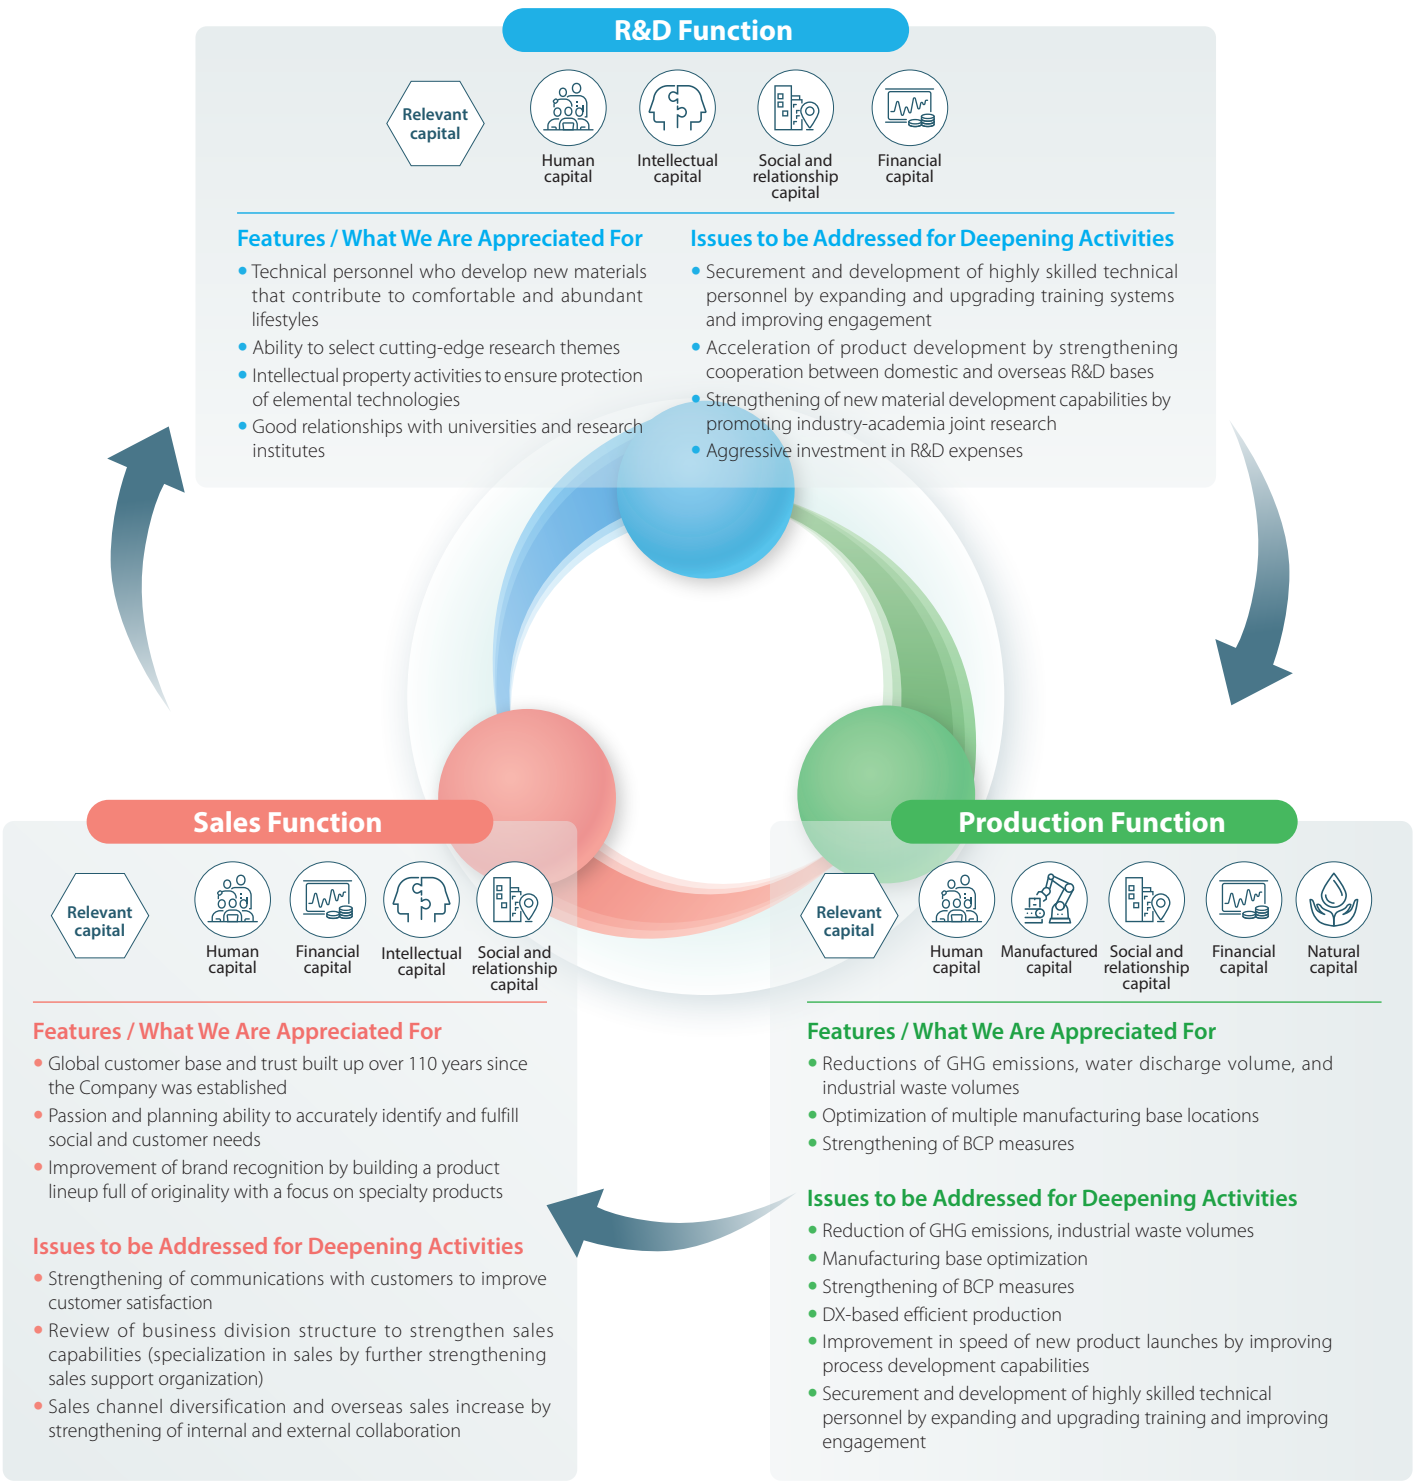 R&D Function
Relevant
capital
Human
capital
Intellectual
capital
Social and
relationship
capital
Financial
capital
Features / What We Are Appreciated For
• Technical personnel who develop new materials
that contribute to comfortable and abundant
lifestyles
• Ability to select cutting-edge research themes
• Intellectual property activities to ensure protection
of elemental technologies
• Good relationships with universities and research
institutes
Issues to be Addressed for Deepening Activities
• Securement and development of highly skilled technical
personnel by expanding and upgrading training systems
and improving engagement
• Acceleration of product development by strengthening
cooperation between domestic and overseas R&D bases
• Strengthening of new material development capabilities by
promoting industry-academia joint research
• Aggressive investment in R&D expenses
Sales Function
Relevant
capital
Human
capital
Financial
capital
Intellectual
capital
Social and
relationship
capital
Features / What We Are Appreciated For
• Global customer base and trust built up over 110 years since
the Company was established
• Passion and planning ability to accurately identify and fulfill
social and customer needs
• Improvement of brand recognition by building a product
lineup full of originality with a focus on specialty products
Issues to be Addressed for Deepening Activities
• Strengthening of communications with customers to improve
customer satisfaction
• Review of business division structure to strengthen sales
capabilities (specialization in sales by further strengthening
sales support organization)
• Sales channel diversification and overseas sales increase by
strengthening of internal and external collaboration
Production Function
Relevant
capital
Human
capital
Manufactured
capital
Social and
relationship
capital
Financial
capital
Natural
capital
Features / What We Are Appreciated For
• Reductions of GHG emissions, water discharge volume, and
industrial waste volumes
• Optimization of multiple manufacturing base locations
• Strengthening of BCP measures
Issues to be Addressed for Deepening Activities
• Reduction of GHG emissions, industrial waste volumes
• Manufacturing base optimization
• Strengthening of BCP measures
• DX-based efficient production
• Improvement in speed of new product launches by improving
process development capabilities
• Securement and development of highly skilled technical
personnel by expanding and upgrading training and improving
engagement